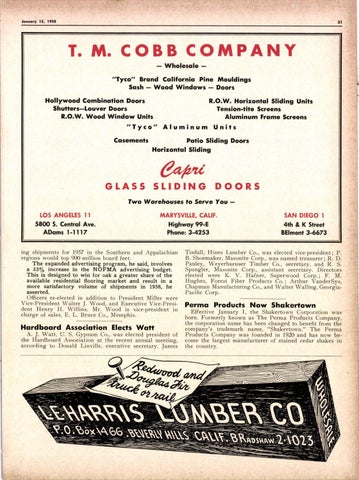 January 15, 1958
21
T. M. COBB COMPANY
— Wholesale —
"Tyco" Brand California Pine Mouldings
Sash — Wood Windows — Doors
Hollywood Combination Doors
Shutters—Louver Doors
R.O.W. Wood Window Units
R.O.W. Horizontal Sliding Units
Tension-tite Screens
Aluminum Frame Screens
"Tyco" Aluminum Units
Casements
Patio Sliding Doors
Horizontal Sliding
Capri
GLASS SLIDING DOORS
Two Warehouses to Serve You —
LOS ANGELES 11
5800 S. Central Ave.
ADams 1-1117
MARYSVILLE, CALIF.
Highway 99-E
Phone: 3-4253
SAN DIEGO 1
4th & K Street
BElmont 3-6673
ing shipments for 1957 in the Southern and Appalachian
regions would top 900 million board feet.
The expanded advertising program, he said, involves
a 32% increase in the NOFMA advertising budget.
This is designed to win for oak a greater share of the
available residential flooring market and result in a
more satisfactory volume of shipments in 1958, he
asserted.
Officers re-elected in addition to President Miller were
Vice-President Walter J. Wood, and Executive Vice-Presi-
dent Henry H. Willins. Mr. Wood is vice-president in
charge of sales, E. L. Bruce Co., Memphis.
Hardboard Association Elects Watt
A. J. Watt, U. S. Gypsum Co., was elected president of
the Hardboard Association at the recent annual meeting,
according to Donald Linville, executive secretary. James
Tisdall, Hines Lumber Co., was elected vice-president; P.
B. Shoemaker, Masonite Corp., was named treasurer; R. D.
Pauley, Weyerhaeuser Timber Co., secretary, and R. S.
Spangler, Masonite Corp., assistant secretary. Directors
elected were K. V. Hafner, Superwood Corp.; F. M.
Hughes, Forest Fiber Products Co.; Arthur VanderSys,
Chapman Manufacturing Co., and Walter Walling, Georgia-
Pacific Corp.
Perma Products Now Shakertown
Effective January 1, the Shakertown Corporation was
born. Formerly known as The Perma Products Company,
the corporation name has been changed to benefit from the
company's trademark name, "Shakertown." The Perma
Products Company was founded in 1920 and has now be-
come the largest manufacturer of stained cedar shakes in
the country.
Redwood and
Douglas Fir
truck or rail
L·E·HARRIS LUMBER CO
WHOLESALE
P.O. Box 1466 · BEVERLY HILLS CALIF. BRADSHAW 2-1023